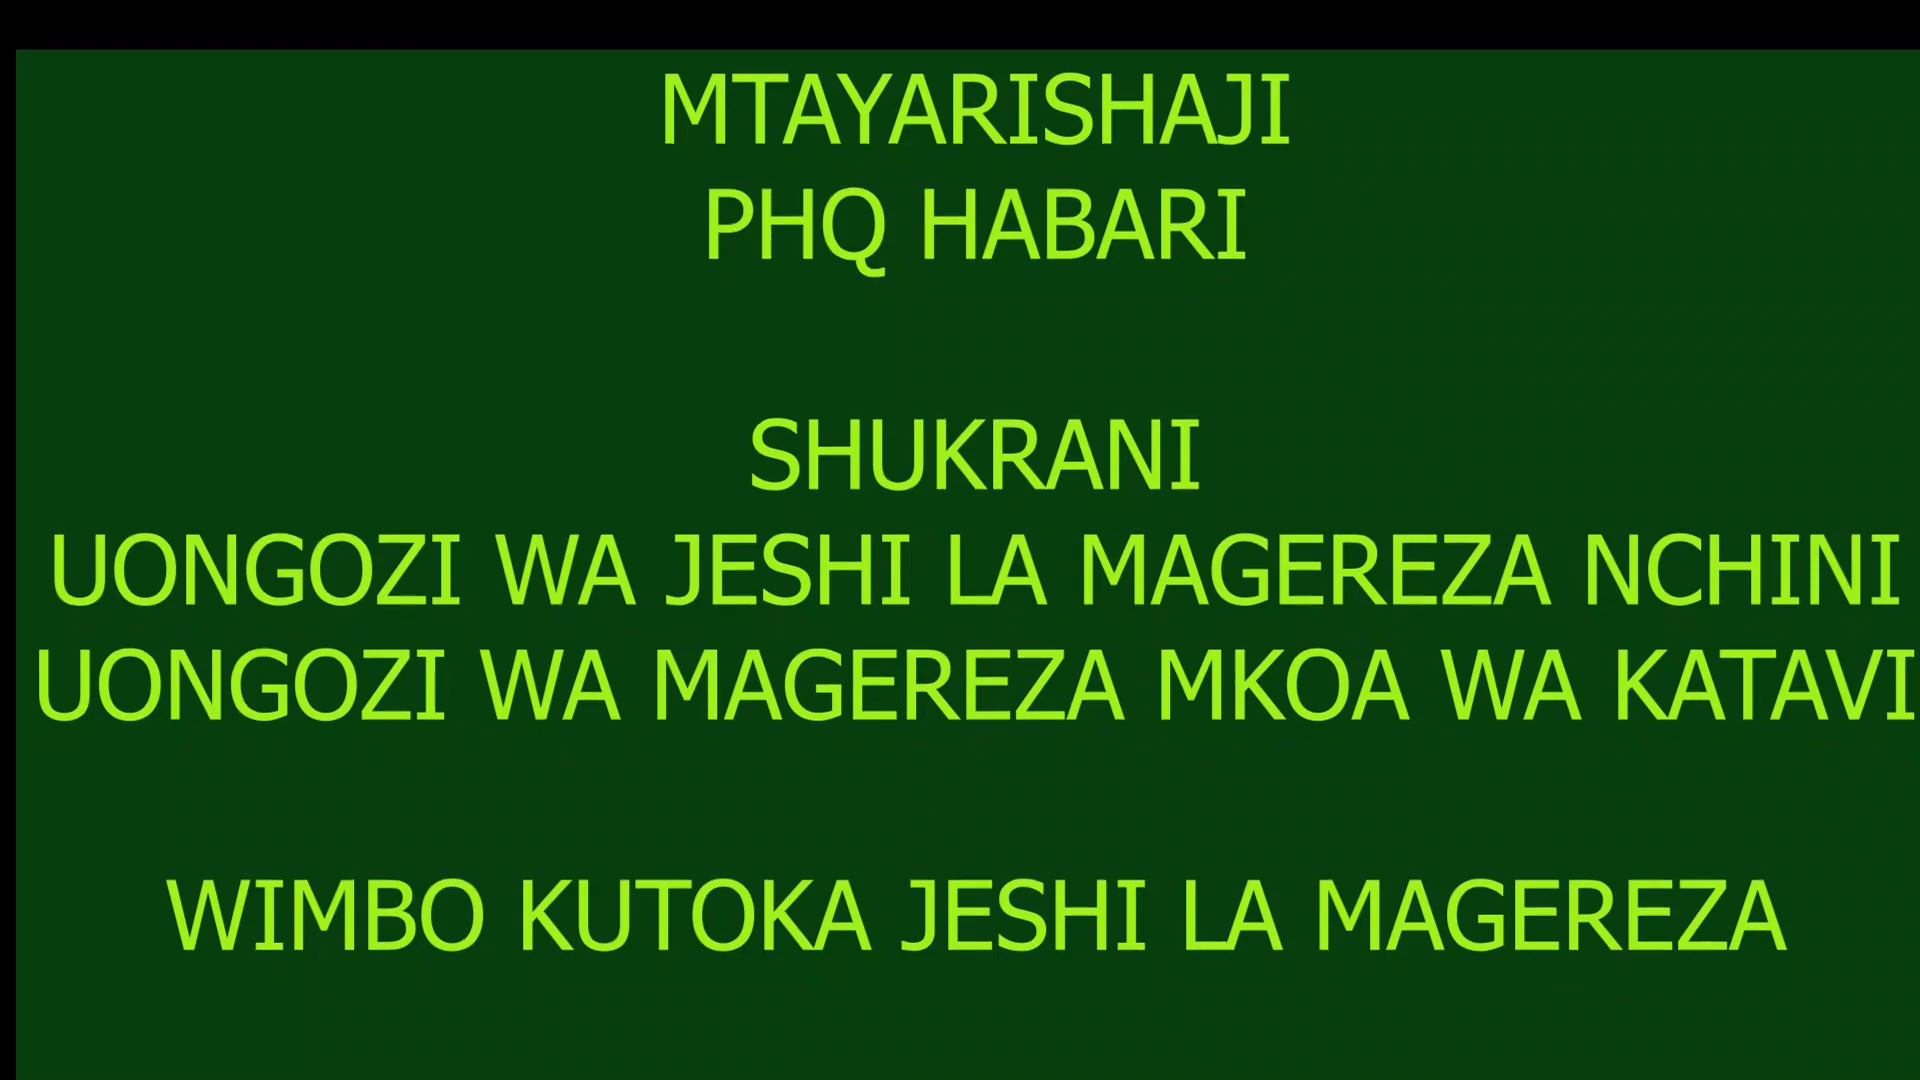 MTAYARISHAJI
PHQ HABARI
SHUKRANI
UONGOZI WA JESHI LA MAGEREZA NCHINI
UONGOZI WA MAGEREZA MKOA WA KATAVI
WIMBO KUTOKA JESHI LA MAGEREZA